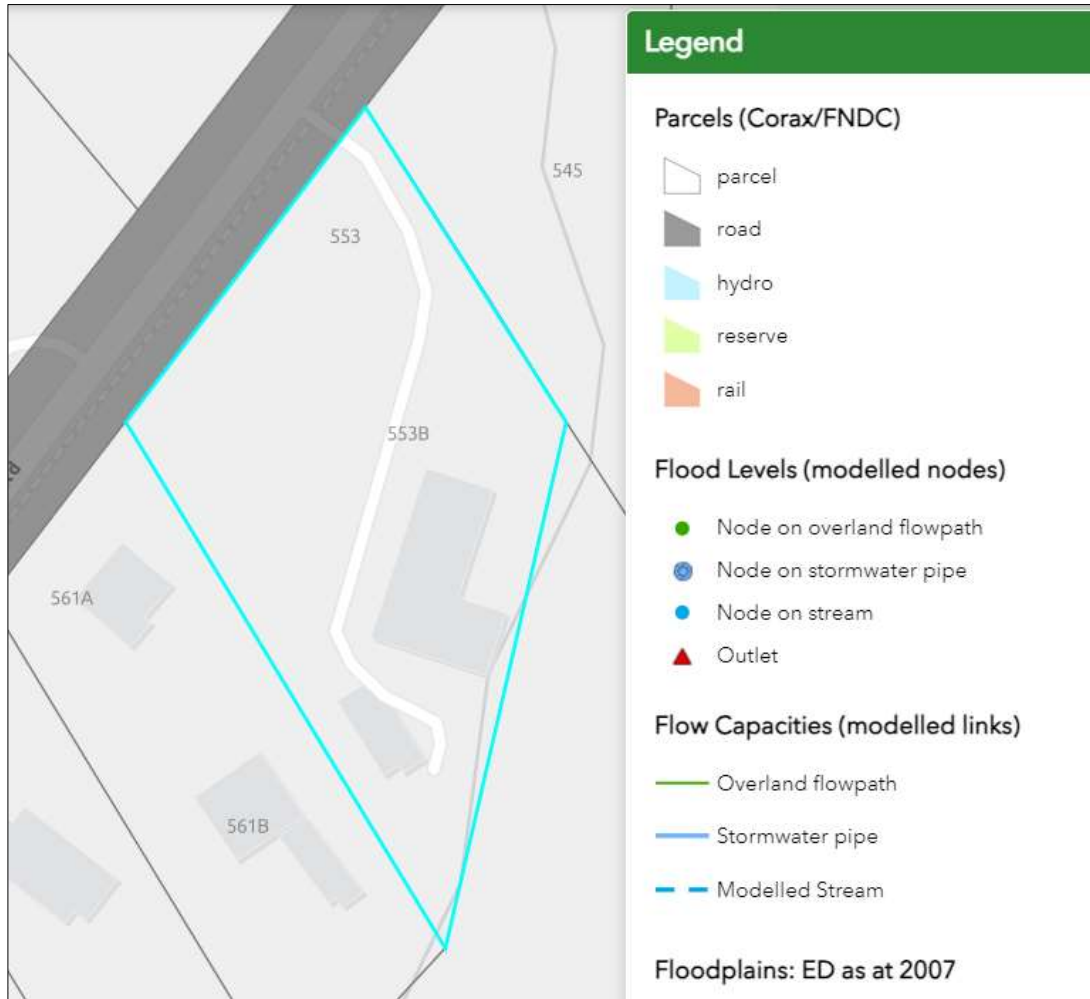 545
553
553B
561A
561B
Legend
Parcels (Corax/FNDC)
parcel
road
hydro
reserve
rail
Flood Levels (modelled nodes)
Node on overland flowpath
Node on stormwater pipe
Node on stream
Outlet
Flow Capacities (modelled links)
Overland flowpath
Stormwater pipe
Modelled Stream
Floodplains: ED as at 2007